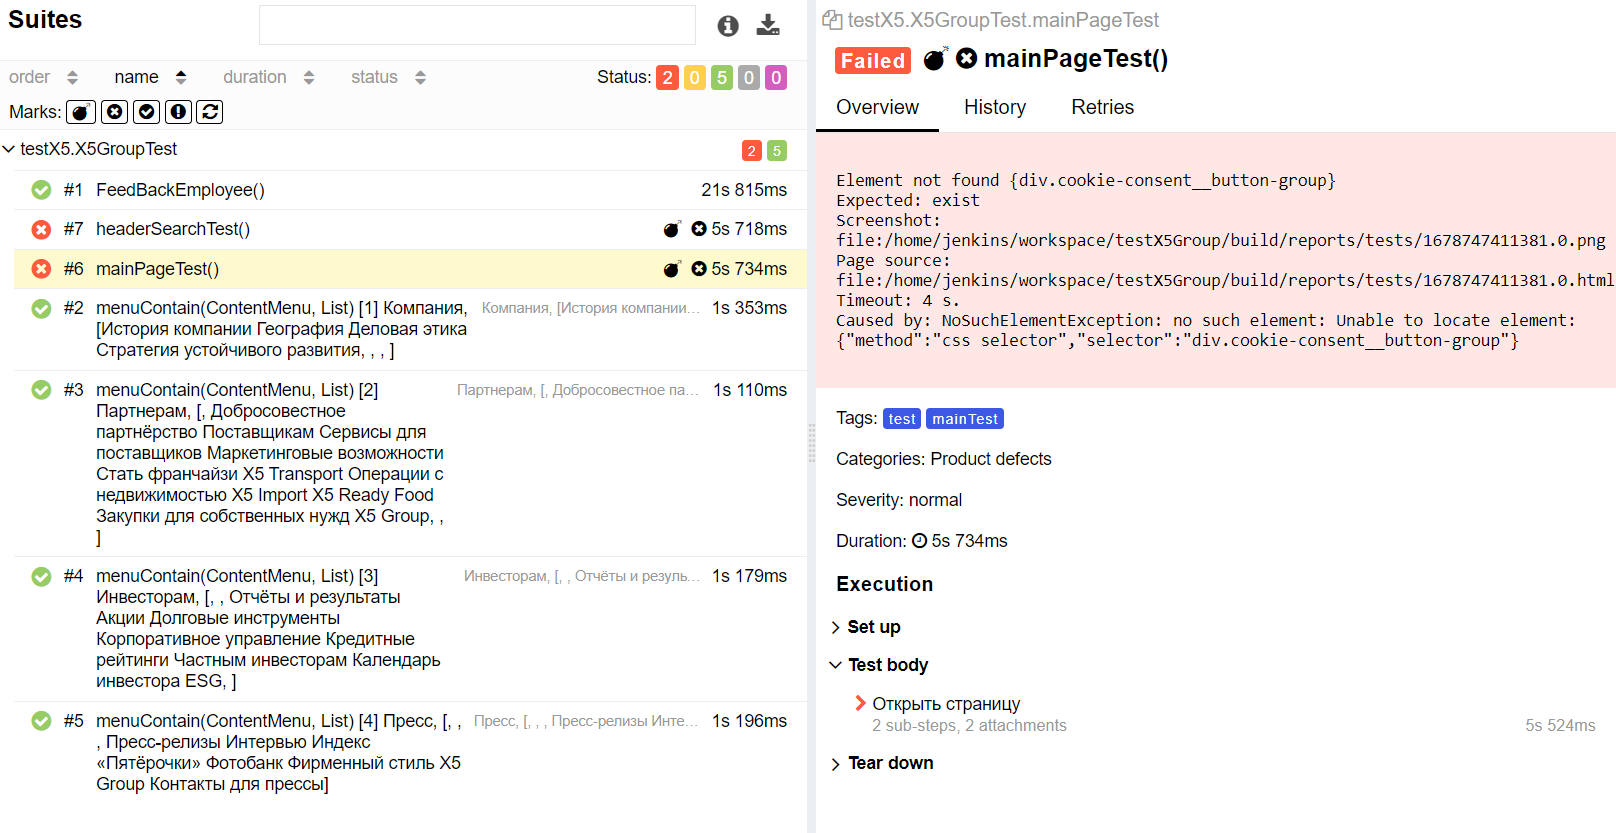 Suites
order name duration status Status: 2 0 5 0 0
Marks:
testX5.X5GroupTest 2 5
#1 FeedBackEmployee() 21s 815ms
#7 headerSearchTest() 5s 718ms
#6 mainPageTest() 5s 734ms
#2 menuContain(ContentMenu, List) [1] Компания, Компания, [История компании... 1s 353ms
[История компании География Деловая этика
Стратегия устойчивого развития, , , ]
#3 menuContain(ContentMenu, List) [2] Партнерам, [, Добросовестное па... 1s 110ms
Партнерам, [, Добросовестное
партнёрство Поставщикам Сервисы для
поставщиков Маркетинговые возможности
Стать франчайзи X5 Transport Операции с
недвижимостью X5 Import X5 Ready Food
Закупки для собственных нужд X5 Group, ,
]
#4 menuContain(ContentMenu, List) [3] Инвесторам, [, , Отчёты и резуль... 1s 179ms
Инвесторам, [, , Отчёты и результаты
Акции Долговые инструменты
Корпоративное управление Кредитные
рейтинги Частным инвесторам Календарь
инвестора ESG, ]
#5 menuContain(ContentMenu, List) [4] Пресс, [, , Пресс, [, , , Пресс-релизы Инте... 1s 196ms
, Пресс-релизы Интервью Индекс
«Пятёрочки» Фотобанк Фирменный стиль X5
Group Контакты для прессы]
testX5.X5GroupTest.mainPageTest
Failed mainPageTest()
Overview History Retries
Element not found {div.cookie-consent__button-group}
Expected: exist
Screenshot:
file:/home/jenkins/workspace/testX5Group/build/reports/tests/1678747411381.0.png
Page source:
file:/home/jenkins/workspace/testX5Group/build/reports/tests/1678747411381.0.html
Timeout: 4 s.
Caused by: NoSuchElementException: no such element: Unable to locate element:
{"method":"css selector","selector":"div.cookie-consent__button-group"}
Tags: test mainTest
Categories: Product defects
Severity: normal
Duration: 5s 734ms
Execution
Set up
Test body
Открыть страницу
2 sub-steps, 2 attachments 5s 524ms
Tear down